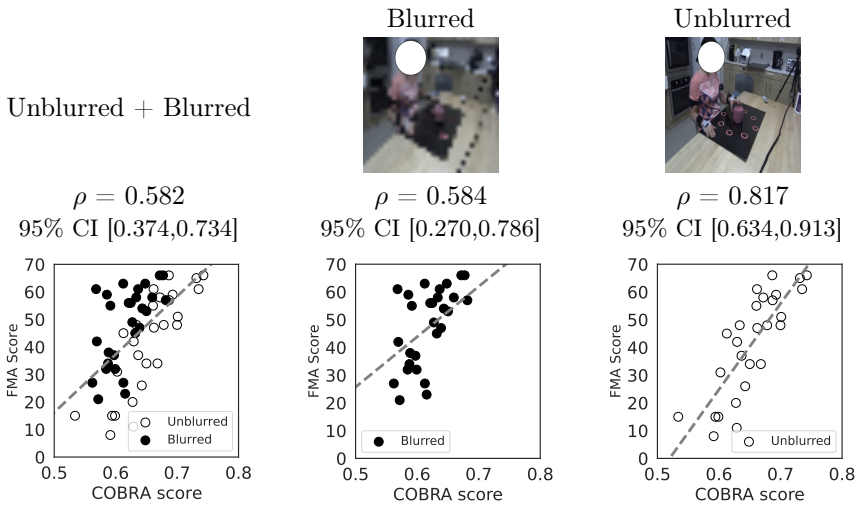 Blurred
Unblurred
Unblurred + Blurred
ρ = 0.582
95% CI [0.374,0.734]
ρ = 0.584
95% CI [0.270,0.786]
ρ = 0.817
95% CI [0.634,0.913]
FMA Score
70
60
50
40
30
20
10
0
0.5
0.6
0.7
0.8
COBRA score
Unblurred
Blurred
FMA Score
70
60
50
40
30
20
10
0
0.5
0.6
0.7
0.8
COBRA score
Blurred
FMA Score
70
60
50
40
30
20
10
0
0.5
0.6
0.7
0.8
COBRA score
Unblurred